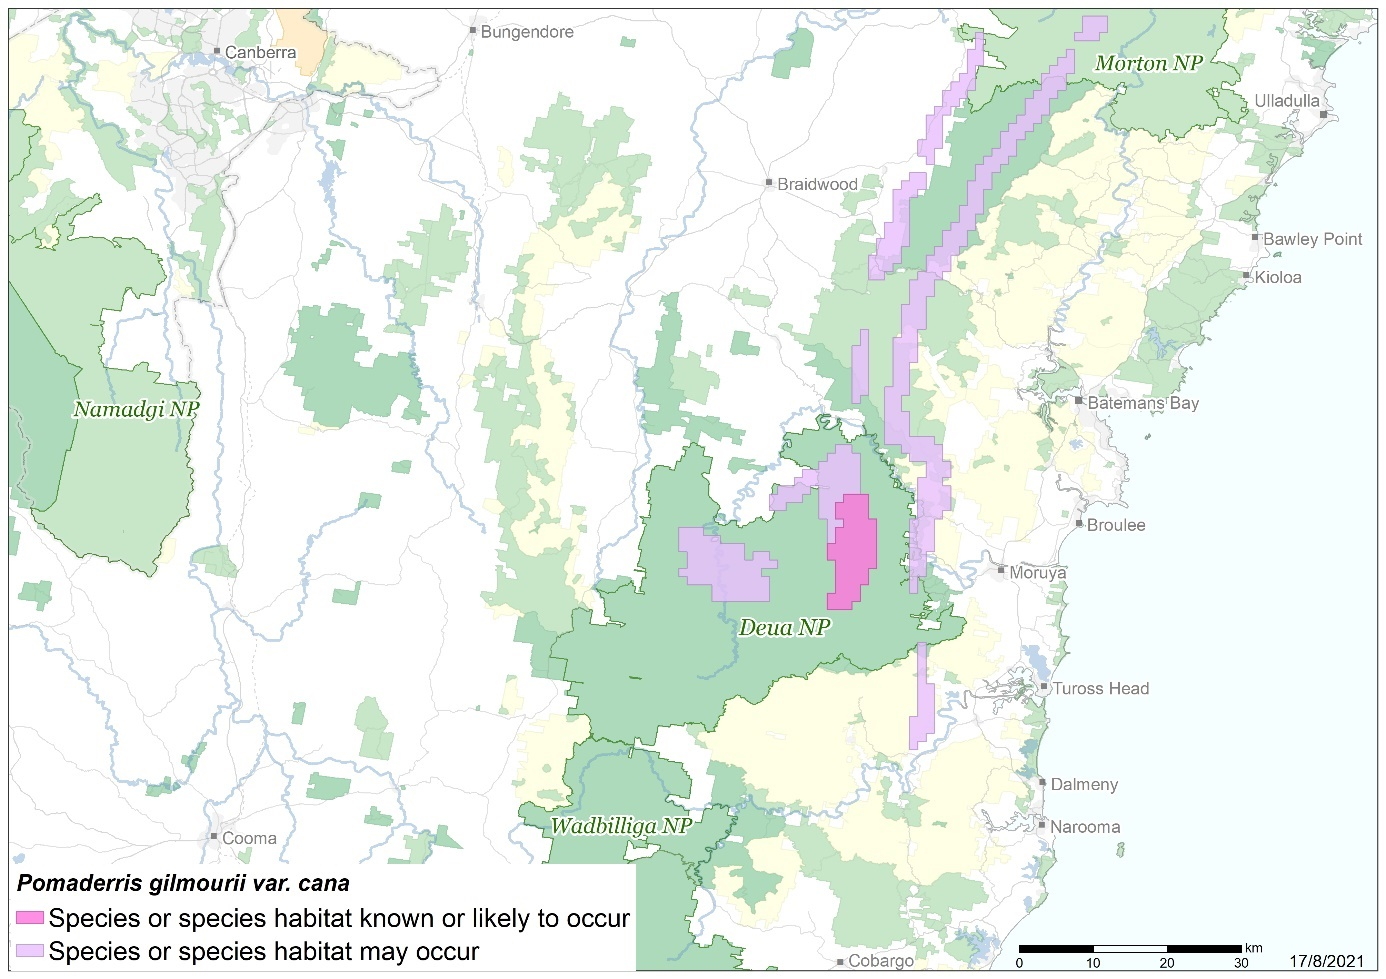 Bungendore
Canberra
Morton NP
Ulladulla
Braidwood
Bawley Point
Kioloa
Namadgi NP
Batemans Bay
Broulee
Moruya
Deua NP
Tuross Head
Dalmeny
Wadbilliga NP
Narooma
Cooma
Pomaderris gilmourii var. cana
Species or species habitat known or likely to occur
Species or species habitat may occur
Cobargo
km
0 10 20 30
17/8/2021